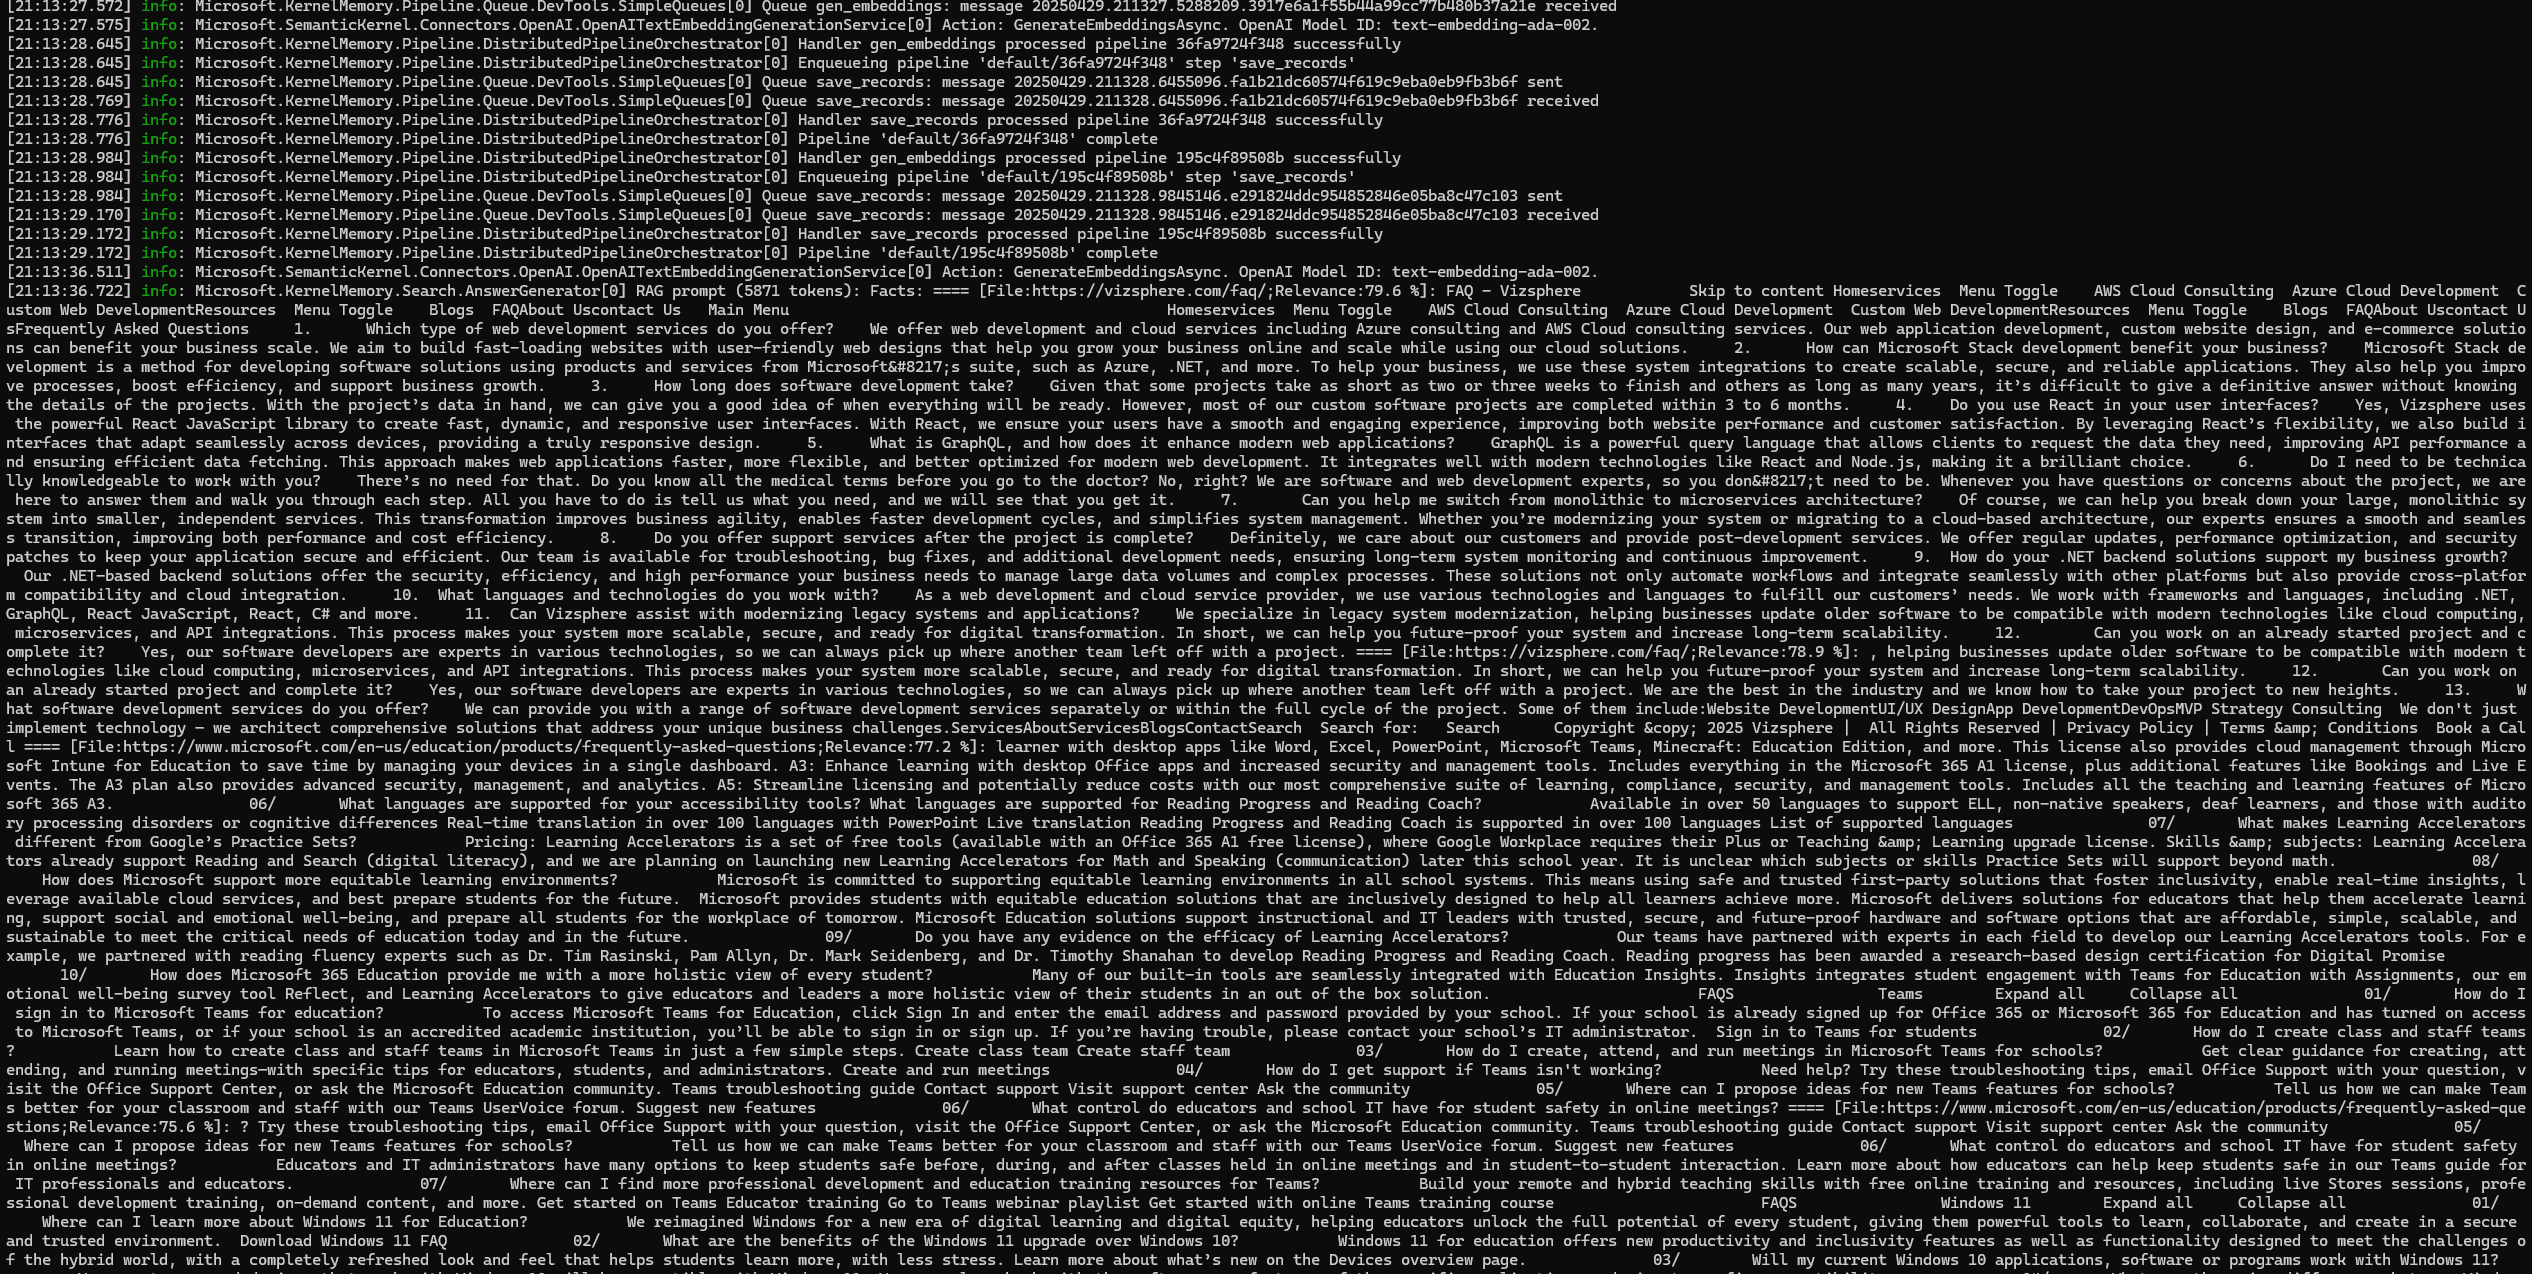 [21:13:27.572] info: Microsoft.KernelMemory.Pipeline.Queue.DevTools.SimpleQueues[0] Queue gen_embeddings: message 20250429.211327.5288209.3917e6a1f55b44a99cc77b480b37a21e received
[21:13:27.575] info: Microsoft.SemanticKernel.Connectors.OpenAI.OpenAITextEmbeddingGenerationService[0] Action: GenerateEmbeddingsAsync. OpenAI Model ID: text-embedding-ada-002.
[21:13:28.645] info: Microsoft.KernelMemory.Pipeline.DistributedPipelineOrchestrator[0] Handler gen_embeddings processed pipeline 36fa9724f348 successfully
[21:13:28.645] info: Microsoft.KernelMemory.Pipeline.DistributedPipelineOrchestrator[0] Enqueueing pipeline 'default/36fa9724f348' step 'save_records'
[21:13:28.645] info: Microsoft.KernelMemory.Pipeline.Queue.DevTools.SimpleQueues[0] Queue save_records: message 20250429.211328.6455096.fa1b21dc60574f619c9eba0eb9fb3b6f sent
[21:13:28.769] info: Microsoft.KernelMemory.Pipeline.Queue.DevTools.SimpleQueues[0] Queue save_records: message 20250429.211328.6455096.fa1b21dc60574f619c9eba0eb9fb3b6f received
[21:13:28.776] info: Microsoft.KernelMemory.Pipeline.DistributedPipelineOrchestrator[0] Handler save_records processed pipeline 36fa9724f348 successfully
[21:13:28.776] info: Microsoft.KernelMemory.Pipeline.DistributedPipelineOrchestrator[0] Pipeline 'default/36fa9724f348' complete
[21:13:28.984] info: Microsoft.KernelMemory.Pipeline.DistributedPipelineOrchestrator[0] Handler gen_embeddings processed pipeline 195c4f89508b successfully
[21:13:28.984] info: Microsoft.KernelMemory.Pipeline.DistributedPipelineOrchestrator[0] Enqueueing pipeline 'default/195c4f89508b' step 'save_records'
[21:13:28.984] info: Microsoft.KernelMemory.Pipeline.Queue.DevTools.SimpleQueues[0] Queue save_records: message 20250429.211328.9845146.e291824ddc954852846e05ba8c47c103 sent
[21:13:29.170] info: Microsoft.KernelMemory.Pipeline.Queue.DevTools.SimpleQueues[0] Queue save_records: message 20250429.211328.9845146.e291824ddc954852846e05ba8c47c103 received
[21:13:29.172] info: Microsoft.KernelMemory.Pipeline.DistributedPipelineOrchestrator[0] Handler save_records processed pipeline 195c4f89508b successfully
[21:13:29.172] info: Microsoft.KernelMemory.Pipeline.DistributedPipelineOrchestrator[0] Pipeline 'default/195c4f89508b' complete
[21:13:36.511] info: Microsoft.SemanticKernel.Connectors.OpenAI.OpenAITextEmbeddingGenerationService[0] Action: GenerateEmbeddingsAsync. OpenAI Model ID: text-embedding-ada-002.
[21:13:36.722] info: Microsoft.KernelMemory.Search.AnswerGenerator[0] RAG prompt (5871 tokens): Facts: ==== [File:https://vizsphere.com/faq/;Relevance:79.6 %]: FAQ – Vizsphere Skip to content Homeservices Menu Toggle AWS Cloud Consulting Azure Cloud Development C
ustom Web DevelopmentResources Menu Toggle Blogs FAQAbout Uscontact Us Main Menu Homeservices Menu Toggle AWS Cloud Consulting Azure Cloud Development Custom Web DevelopmentResources Menu Toggle Blogs FAQAbout Uscontact U
sFrequently Asked Questions 1. Which type of web development services do you offer? We offer web development and cloud services including Azure consulting and AWS Cloud consulting services. Our web application development, custom website design, and e-commerce solutio
ns can benefit your business scale. We aim to build fast-loading websites with user-friendly web designs that help you grow your business online and scale while using our cloud solutions. 2. How can Microsoft Stack development benefit your business? Microsoft Stack de
velopment is a method for developing software solutions using products and services from Microsoft&#8217;s suite, such as Azure, .NET, and more. To help your business, we use these system integrations to create scalable, secure, and reliable applications. They also help you impro
ve processes, boost efficiency, and support business growth. 3. How long does software development take? Given that some projects take as short as two or three weeks to finish and others as long as many years, it’s difficult to give a definitive answer without knowing
the details of the projects. With the project’s data in hand, we can give you a good idea of when everything will be ready. However, most of our custom software projects are completed within 3 to 6 months. 4. Do you use React in your user interfaces? Yes, Vizsphere uses
the powerful React JavaScript library to create fast, dynamic, and responsive user interfaces. With React, we ensure your users have a smooth and engaging experience, improving both website performance and customer satisfaction. By leveraging React’s flexibility, we also build i
nterfaces that adapt seamlessly across devices, providing a truly responsive design. 5. What is GraphQL, and how does it enhance modern web applications? GraphQL is a powerful query language that allows clients to request the data they need, improving API performance a
nd ensuring efficient data fetching. This approach makes web applications faster, more flexible, and better optimized for modern web development. It integrates well with modern technologies like React and Node.js, making it a brilliant choice. 6. Do I need to be technica
lly knowledgeable to work with you? There’s no need for that. Do you know all the medical terms before you go to the doctor? No, right? We are software and web development experts, so you don&#8217;t need to be. Whenever you have questions or concerns about the project, we are
here to answer them and walk you through each step. All you have to do is tell us what you need, and we will see that you get it. 7. Can you help me switch from monolithic to microservices architecture? Of course, we can help you break down your large, monolithic sy
stem into smaller, independent services. This transformation improves business agility, enables faster development cycles, and simplifies system management. Whether you’re modernizing your system or migrating to a cloud-based architecture, our experts ensures a smooth and seamles
s transition, improving both performance and cost efficiency. 8. Do you offer support services after the project is complete? Definitely, we care about our customers and provide post-development services. We offer regular updates, performance optimization, and security
patches to keep your application secure and efficient. Our team is available for troubleshooting, bug fixes, and additional development needs, ensuring long-term system monitoring and continuous improvement. 9. How do your .NET backend solutions support my business growth?
Our .NET-based backend solutions offer the security, efficiency, and high performance your business needs to manage large data volumes and complex processes. These solutions not only automate workflows and integrate seamlessly with other platforms but also provide cross-platfor
m compatibility and cloud integration. 10. What languages and technologies do you work with? As a web development and cloud service provider, we use various technologies and languages to fulfill our customers’ needs. We work with frameworks and languages, including .NET,
GraphQL, React JavaScript, React, C# and more. 11. Can Vizsphere assist with modernizing legacy systems and applications? We specialize in legacy system modernization, helping businesses update older software to be compatible with modern technologies like cloud computing,
microservices, and API integrations. This process makes your system more scalable, secure, and ready for digital transformation. In short, we can help you future-proof your system and increase long-term scalability. 12. Can you work on an already started project and c
omplete it? Yes, our software developers are experts in various technologies, so we can always pick up where another team left off with a project. ==== [File:https://vizsphere.com/faq/;Relevance:78.9 %]: , helping businesses update older software to be compatible with modern t
echnologies like cloud computing, microservices, and API integrations. This process makes your system more scalable, secure, and ready for digital transformation. In short, we can help you future-proof your system and increase long-term scalability. 12. Can you work on
an already started project and complete it? Yes, our software developers are experts in various technologies, so we can always pick up where another team left off with a project. We are the best in the industry and we know how to take your project to new heights. 13. W
hat software development services do you offer? We can provide you with a range of software development services separately or within the full cycle of the project. Some of them include:Website DevelopmentUI/UX DesignApp DevelopmentDevOpsMVP Strategy Consulting We don't just
implement technology – we architect comprehensive solutions that address your unique business challenges.ServicesAboutServicesBlogsContactSearch Search for: Search Copyright &copy; 2025 Vizsphere | All Rights Reserved | Privacy Policy | Terms &amp; Conditions Book a Cal
l ==== [File:https://www.microsoft.com/en-us/education/products/frequently-asked-questions;Relevance:77.2 %]: learner with desktop apps like Word, Excel, PowerPoint, Microsoft Teams, Minecraft: Education Edition, and more. This license also provides cloud management through Micro
soft Intune for Education to save time by managing your devices in a single dashboard. A3: Enhance learning with desktop Office apps and increased security and management tools. Includes everything in the Microsoft 365 A1 license, plus additional features like Bookings and Live E
vents. The A3 plan also provides advanced security, management, and analytics. A5: Streamline licensing and potentially reduce costs with our most comprehensive suite of learning, compliance, security, and management tools. Includes all the teaching and learning features of Micro
soft 365 A3. 06/ What languages are supported for your accessibility tools? What languages are supported for Reading Progress and Reading Coach? Available in over 50 languages to support ELL, non-native speakers, deaf learners, and those with audito
ry processing disorders or cognitive differences Real-time translation in over 100 languages with PowerPoint Live translation Reading Progress and Reading Coach is supported in over 100 languages List of supported languages 07/ What makes Learning Accelerators
different from Google’s Practice Sets? Pricing: Learning Accelerators is a set of free tools (available with an Office 365 A1 free license), where Google Workplace requires their Plus or Teaching &amp; Learning upgrade license. Skills &amp; subjects: Learning Accelera
tors already support Reading and Search (digital literacy), and we are planning on launching new Learning Accelerators for Math and Speaking (communication) later this school year. It is unclear which subjects or skills Practice Sets will support beyond math. 08/
How does Microsoft support more equitable learning environments? Microsoft is committed to supporting equitable learning environments in all school systems. This means using safe and trusted first-party solutions that foster inclusivity, enable real-time insights, l
everage available cloud services, and best prepare students for the future. Microsoft provides students with equitable education solutions that are inclusively designed to help all learners achieve more. Microsoft delivers solutions for educators that help them accelerate learni
ng, support social and emotional well-being, and prepare all students for the workplace of tomorrow. Microsoft Education solutions support instructional and IT leaders with trusted, secure, and future-proof hardware and software options that are affordable, simple, scalable, and
sustainable to meet the critical needs of education today and in the future. 09/ Do you have any evidence on the efficacy of Learning Accelerators? Our teams have partnered with experts in each field to develop our Learning Accelerators tools. For e
xample, we partnered with reading fluency experts such as Dr. Tim Rasinski, Pam Allyn, Dr. Mark Seidenberg, and Dr. Timothy Shanahan to develop Reading Progress and Reading Coach. Reading progress has been awarded a research-based design certification for Digital Promise
10/ How does Microsoft 365 Education provide me with a more holistic view of every student? Many of our built-in tools are seamlessly integrated with Education Insights. Insights integrates student engagement with Teams for Education with Assignments, our em
otional well-being survey tool Reflect, and Learning Accelerators to give educators and leaders a more holistic view of their students in an out of the box solution. FAQS Teams Expand all Collapse all 01/ How do I
sign in to Microsoft Teams for education? To access Microsoft Teams for Education, click Sign In and enter the email address and password provided by your school. If your school is already signed up for Office 365 or Microsoft 365 for Education and has turned on access
to Microsoft Teams, or if your school is an accredited academic institution, you’ll be able to sign in or sign up. If you’re having trouble, please contact your school’s IT administrator. Sign in to Teams for students 02/ How do I create class and staff teams
? Learn how to create class and staff teams in Microsoft Teams in just a few simple steps. Create class team Create staff team 03/ How do I create, attend, and run meetings in Microsoft Teams for schools? Get clear guidance for creating, att
ending, and running meetings—with specific tips for educators, students, and administrators. Create and run meetings 04/ How do I get support if Teams isn't working? Need help? Try these troubleshooting tips, email Office Support with your question, v
isit the Office Support Center, or ask the Microsoft Education community. Teams troubleshooting guide Contact support Visit support center Ask the community 05/ Where can I propose ideas for new Teams features for schools? Tell us how we can make Team
s better for your classroom and staff with our Teams UserVoice forum. Suggest new features 06/ What control do educators and school IT have for student safety in online meetings? ==== [File:https://www.microsoft.com/en-us/education/products/frequently-asked-que
stions;Relevance:75.6 %]: ? Try these troubleshooting tips, email Office Support with your question, visit the Office Support Center, or ask the Microsoft Education community. Teams troubleshooting guide Contact support Visit support center Ask the community 05/
Where can I propose ideas for new Teams features for schools? Tell us how we can make Teams better for your classroom and staff with our Teams UserVoice forum. Suggest new features 06/ What control do educators and school IT have for student safety
in online meetings? Educators and IT administrators have many options to keep students safe before, during, and after classes held in online meetings and in student-to-student interaction. Learn more about how educators can help keep students safe in our Teams guide for
IT professionals and educators. 07/ Where can I find more professional development and education training resources for Teams? Build your remote and hybrid teaching skills with free online training and resources, including live Stores sessions, profe
ssional development training, on-demand content, and more. Get started on Teams Educator training Go to Teams webinar playlist Get started with online Teams training course FAQS Windows 11 Expand all Collapse all 01/
Where can I learn more about Windows 11 for Education? We reimagined Windows for a new era of digital learning and digital equity, helping educators unlock the full potential of every student, giving them powerful tools to learn, collaborate, and create in a secure
and trusted environment. Download Windows 11 FAQ 02/ What are the benefits of the Windows 11 upgrade over Windows 10? Windows 11 for education offers new productivity and inclusivity features as well as functionality designed to meet the challenges o
f the hybrid world, with a completely refreshed look and feel that helps students learn more, with less stress. Learn more about what’s new on the Devices overview page. 03/ Will my current Windows 10 applications, software or programs work with Windows 11?